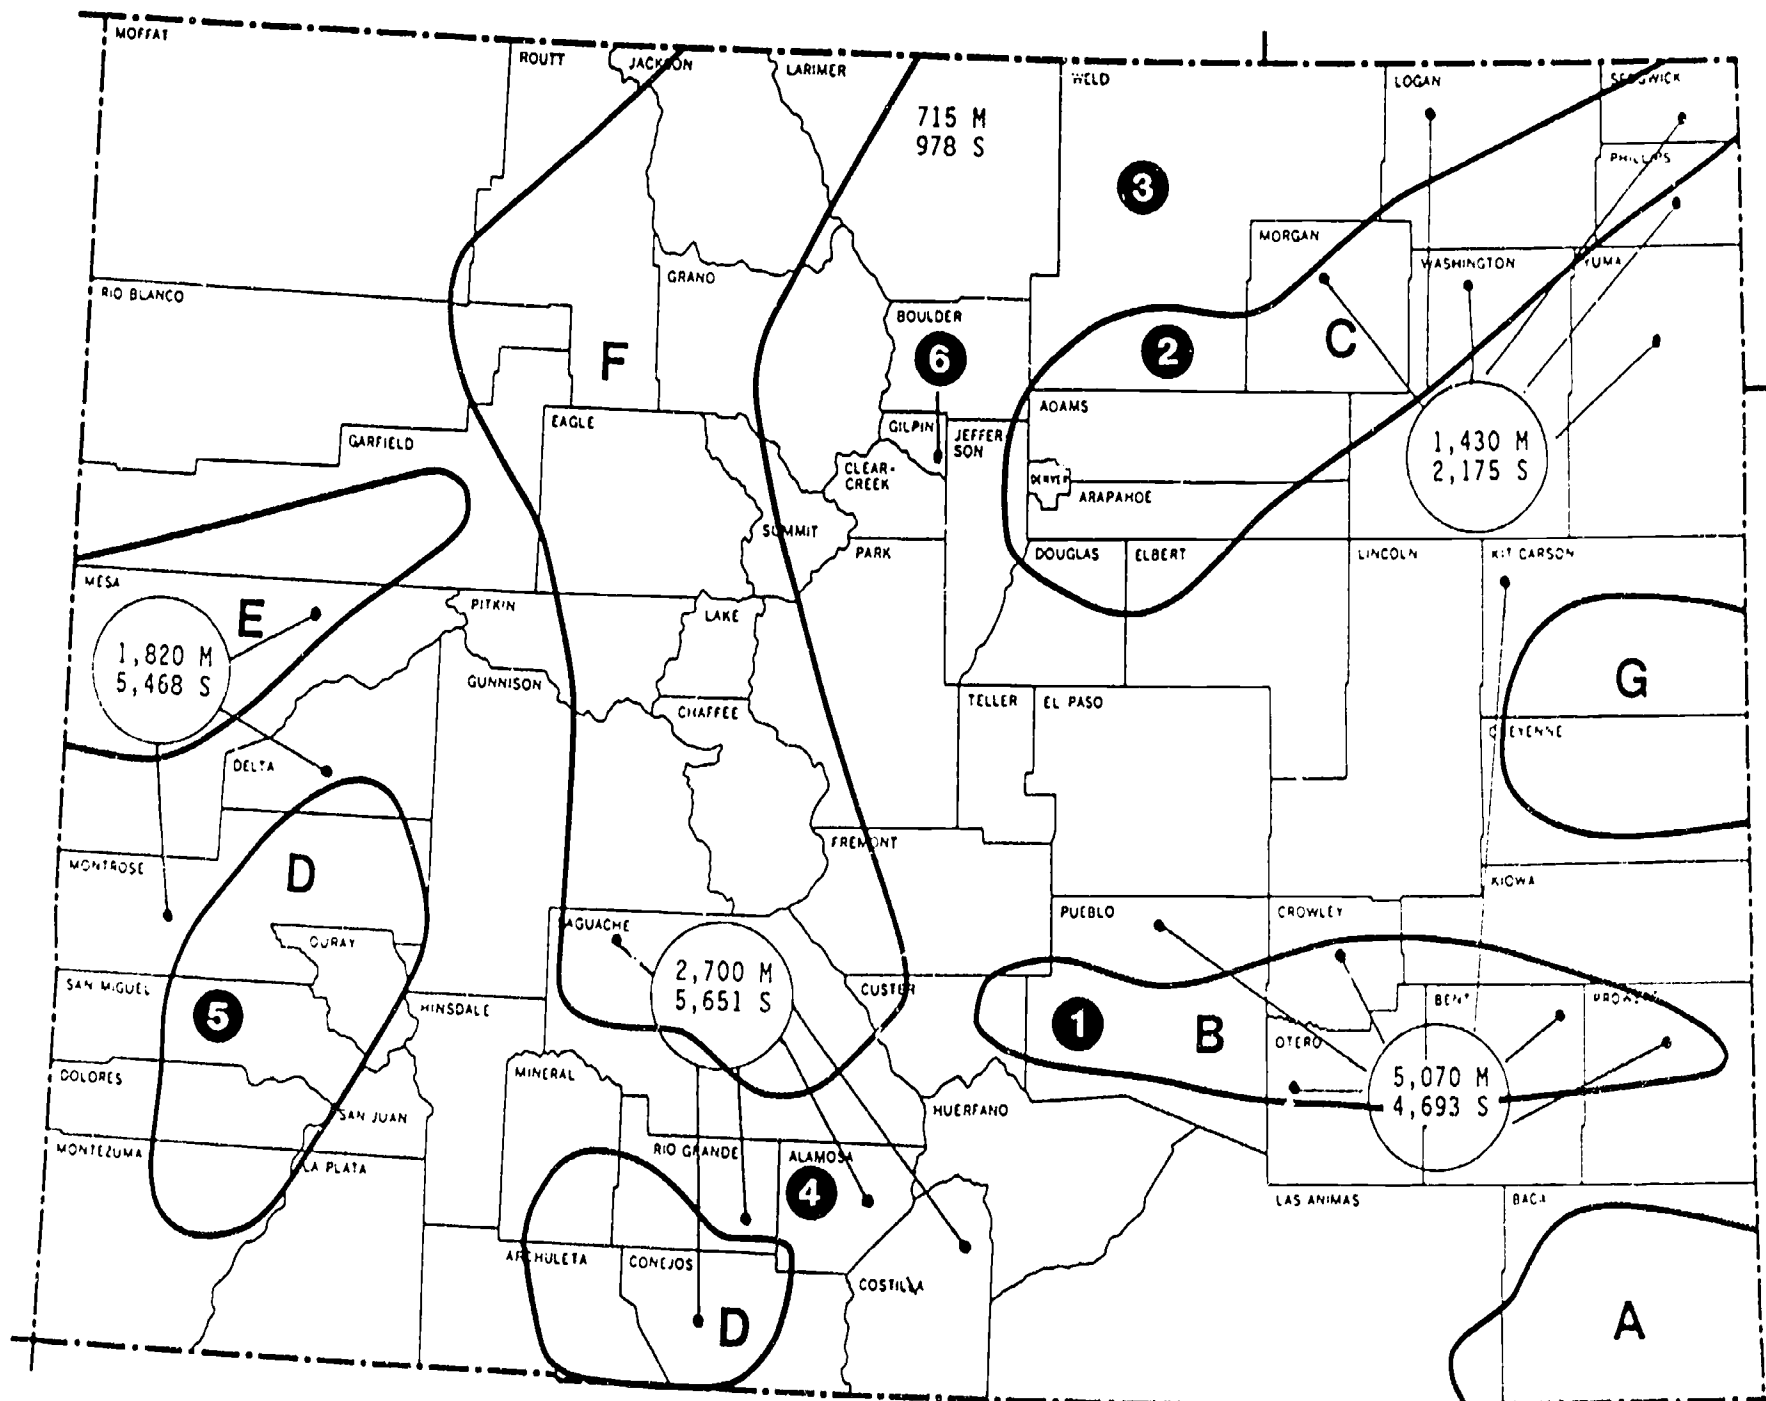 MOFFAT
ROUTT
JACKSON
LARIMER
WELD
LOGAN
SEDGWICK
715 M
978 S
PHILLIPS
3
MORGAN
WASHINGTON
YUMA
GRAND
RIO BLANCO
BOULDER
F
6
2
C
EAGLE
ADAMS
GARFIELD
GILPIN
JEFFER
SON
1,430 M
2,175 S
CLEAR-
CREEK
DENVER
ARAPAHOE
SUMMIT
PARK
DOUGLAS
ELBERT
LINCOLN
KIT CARSON
MESA
PITKIN
LAKE
E
1,820 M
5,468 S
GUNNISON
G
TELLER
EL PASO
CHAFFEE
CHEYENNE
DELTA
FREMONT
MONTROSE
D
KIOWA
PUEBLO
CROWLEY
SAGUACHE
OURAY
2,700 M
5,651 S
SAN MIGUEL
CUSTER
HINSDALE
BENT
PROWERS
5
1
B
OTERO
DOLORES
MINERAL
5,070 M
4,693 S
SAN JUAN
HUERFANO
MONTEZUMA
LA PLATA
RIO GRANDE
ALAMOSA
4
LAS ANIMAS
BACA
ARCHULETA
CONEJOS
COSTILLA
D
A